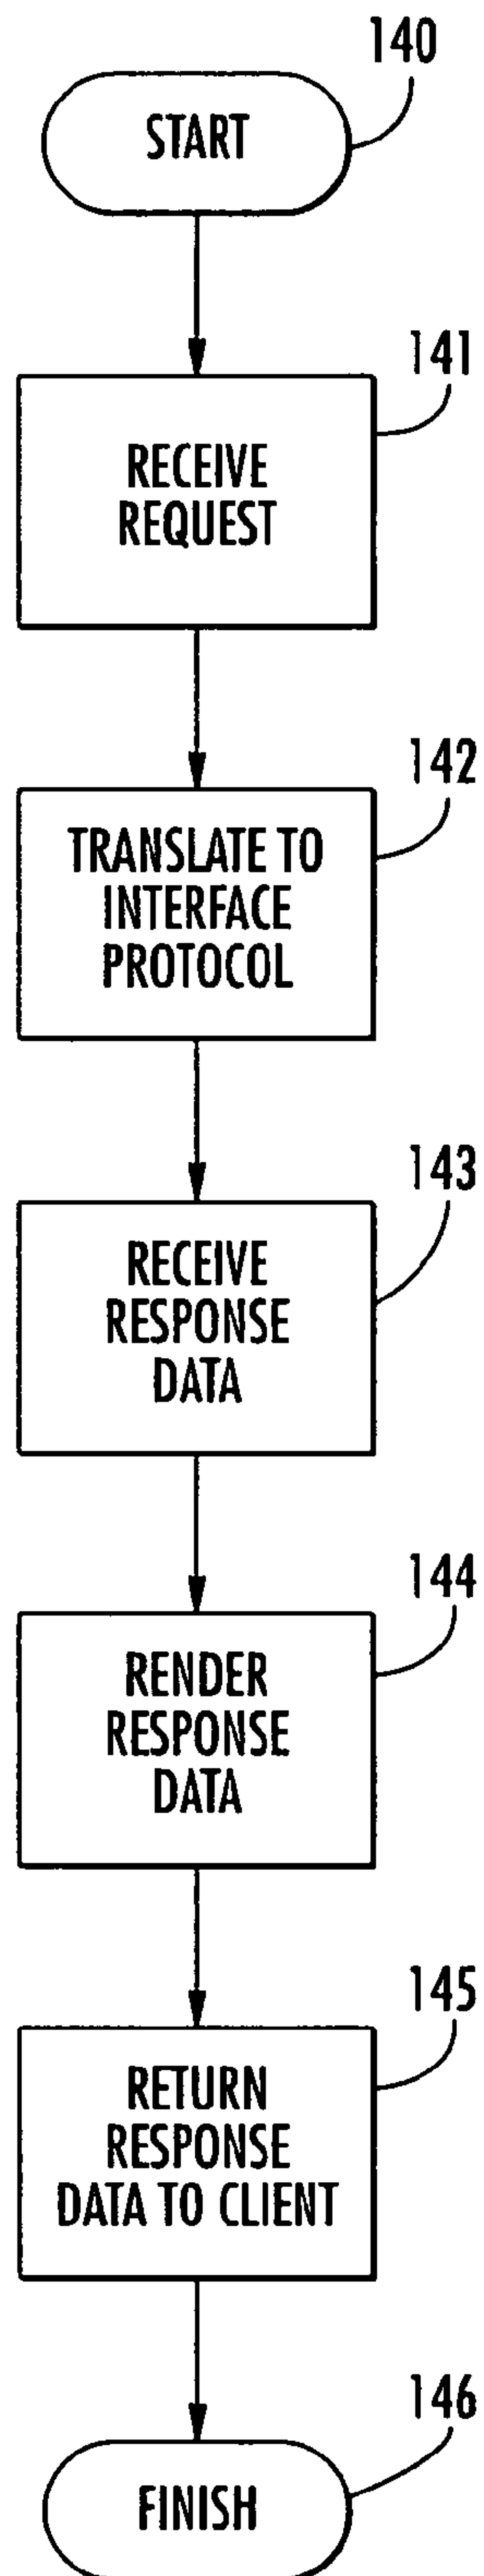 140
START
141
RECEIVE
REQUEST
142
TRANSLATE TO
INTERFACE
PROTOCOL
143
RECEIVE
RESPONSE
DATA
144
RENDER
RESPONSE
DATA
145
RETURN
RESPONSE
DATA TO CLIENT
146
FINISH